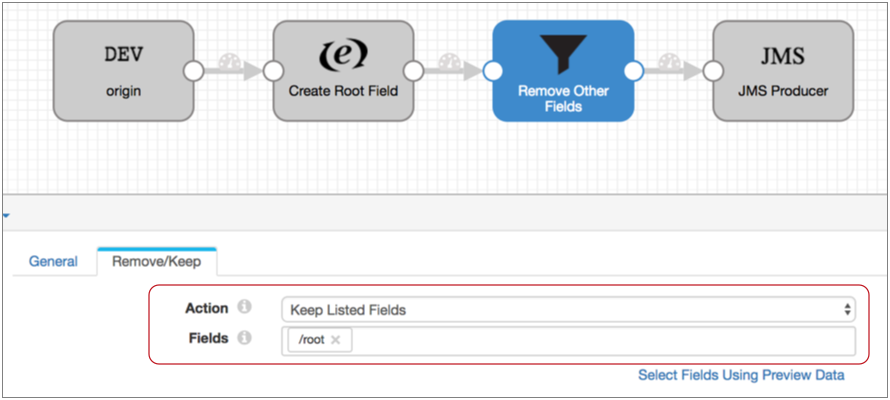 DEV
origin
e
Create Root Field
Remove Other
Fields
JMS
JMS Producer
General
Remove/Keep
Action
Keep Listed Fields
Fields
/root
Select Fields Using Preview Data